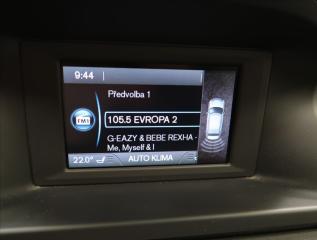 9:44
Předvolba 1
FM1
105.5 EVROPA 2
G-EAZY & BEBE REXHA -
Me, Myself & I
22.0° AUTO KLIMA